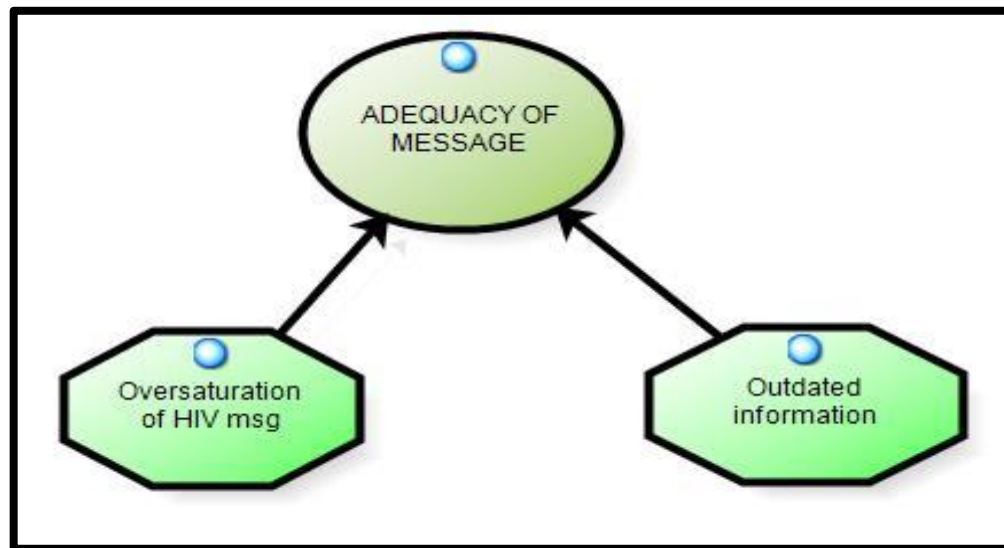 ADEQUACY OF
MESSAGE
Oversaturation
of HIV msg
Outdated
information